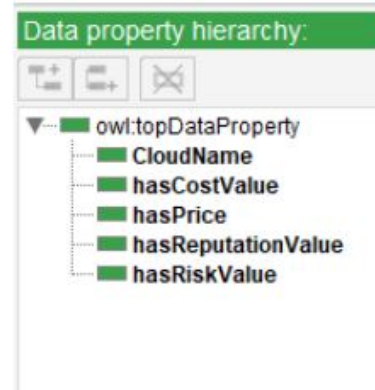 Data property hierarchy:
owl:topDataProperty
CloudName
hasCostValue
hasPrice
hasReputationValue
hasRiskValue